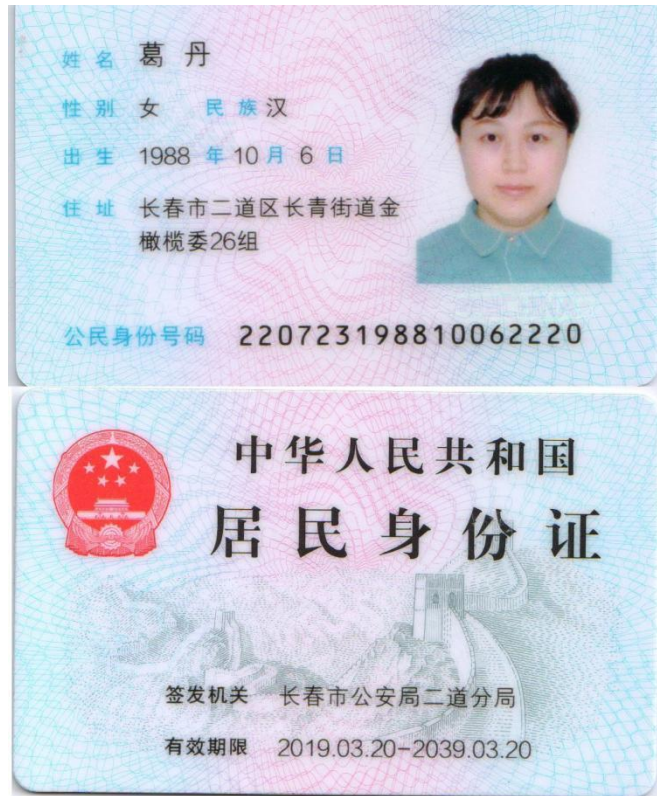 姓名 葛丹
性别 女 民族 汉
出生 1988 年 10 月 6 日
住址 长春市二道区长青街道金
橄榄委26组
公民身份号码 220723198810062220
中华人民共和国
居民身份证
签发机关 长春市公安局二道分局
有效期限 2019.03.20-2039.03.20